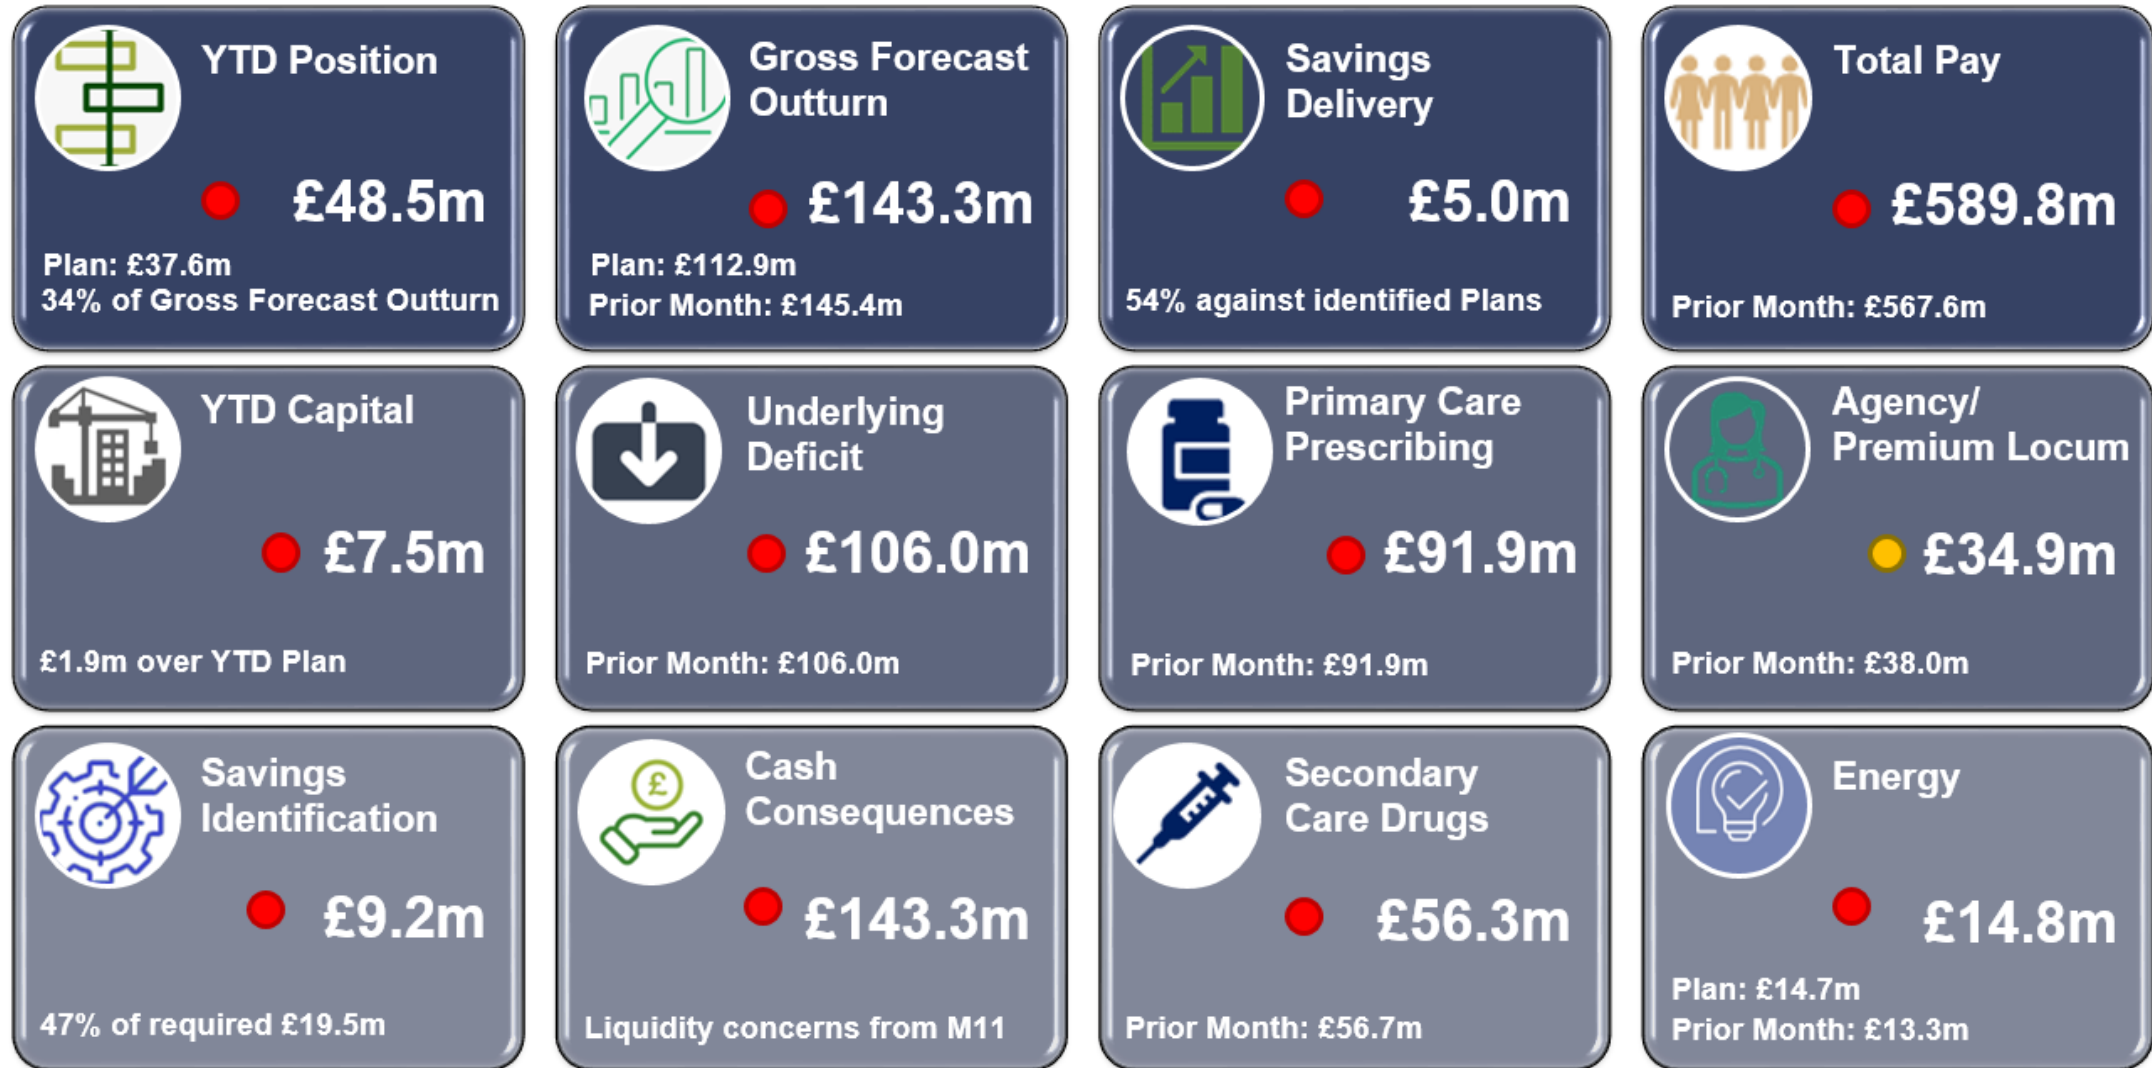 YTD Position
£48.5m
Plan: £37.6m
34% of Gross Forecast Outturn
Gross Forecast
Outturn
£143.3m
Plan: £112.9m
Prior Month: £145.4m
Savings
Delivery
£5.0m
54% against identified Plans
Total Pay
£589.8m
Prior Month: £567.6m
YTD Capital
£7.5m
£1.9m over YTD Plan
Underlying
Deficit
£106.0m
Prior Month: £106.0m
Primary Care
Prescribing
£91.9m
Prior Month: £91.9m
Agency/
Premium Locum
£34.9m
Prior Month: £38.0m
Savings
Identification
£9.2m
47% of required £19.5m
£
Cash
Consequences
£143.3m
Liquidity concerns from M11
Secondary
Care Drugs
£56.3m
Prior Month: £56.7m
Energy
£14.8m
Plan: £14.7m
Prior Month: £13.3m